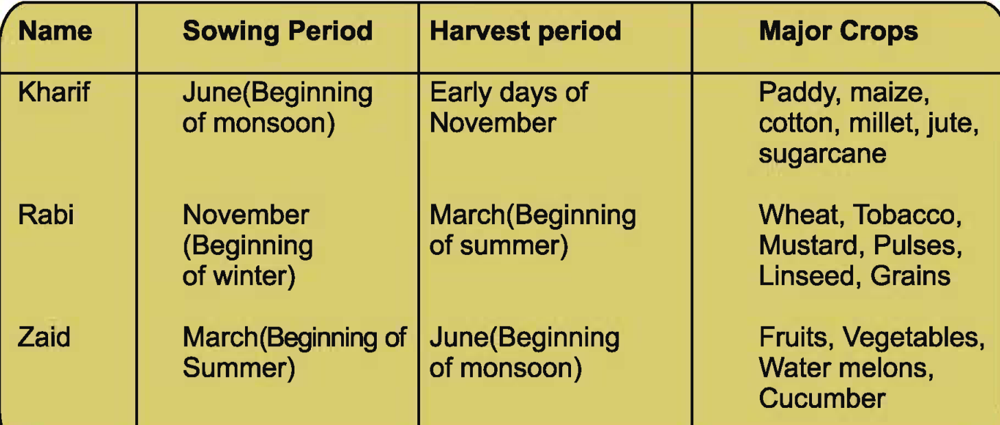 Name Sowing Period Harvest period Major Crops
Kharif June(Beginning Early days of Paddy, maize,
of monsoon) November cotton, millet, jute,
sugarcane
Rabi November March(Beginning Wheat, Tobacco,
(Beginning of summer) Mustard, Pulses,
of winter) Linseed, Grains
Zaid March(Beginning of June(Beginning Fruits, Vegetables,
Summer) of monsoon) Water melons,
Cucumber